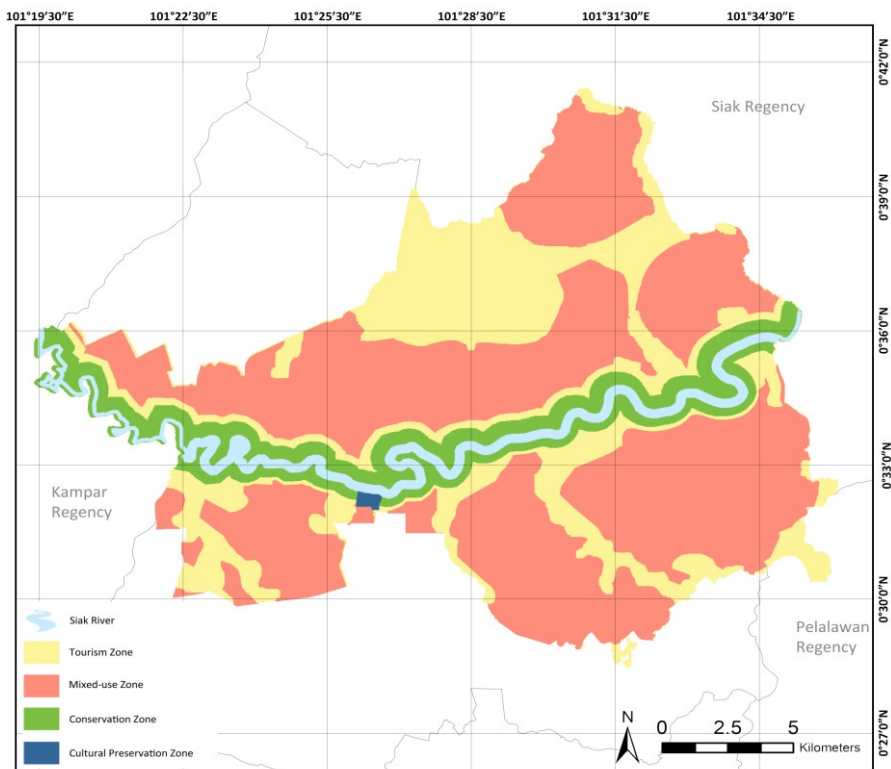 101°19'30"E 101°22'30"E 101°25'30"E 101°28'30"E 101°31'30"E 101°34'30"E
0°42'0"N
Siak Regency
0°39'0"N
0°36'0"N
0°33'0"N
Kampar
Regency
0°30'0"N
Siak River
Tourism Zone
Pelalawan
Regency
Mixed-use Zone
Conservation Zone
N
0 2.5 5
Kilometers
0°27'0"N
Cultural Preservation Zone